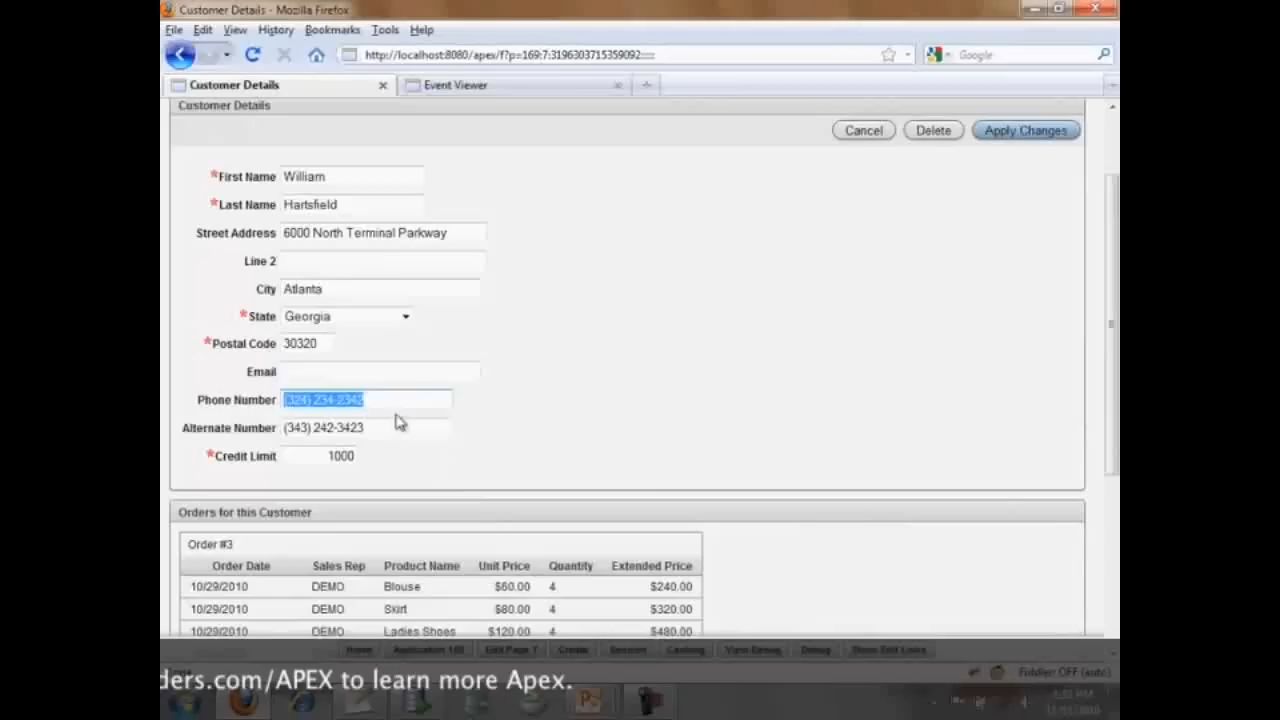 Customer Details - Mozilla Firefox
File Edit View History Bookmarks Tools Help
http://localhost:8080/apex/f?p=169:7:3196303715359092:::: Google
Customer Details Event Viewer
Customer Details
Cancel Delete Apply Changes
*First Name William
*Last Name Hartsfield
Street Address 6000 North Terminal Parkway
Line 2
City Atlanta
*State Georgia
*Postal Code 30320
Email
Phone Number (324) 234-2342
Alternate Number (343) 242-3423
*Credit Limit 1000
Orders for this Customer
Order #3
Order Date Sales Rep Product Name Unit Price Quantity Extended Price
10/29/2010 DEMO Blouse $60.00 4 $240.00
10/29/2010 DEMO Skirt $80.00 4 $320.00
10/29/2010 DEMO Ladies Shoes $120.00 4 $480.00
Home Application 169 Edit Page 7 Create Session Caching View Debug Debug Show Edit Links
Fiddler: OFF (auto)
ders.com/APEX to learn more Apex.